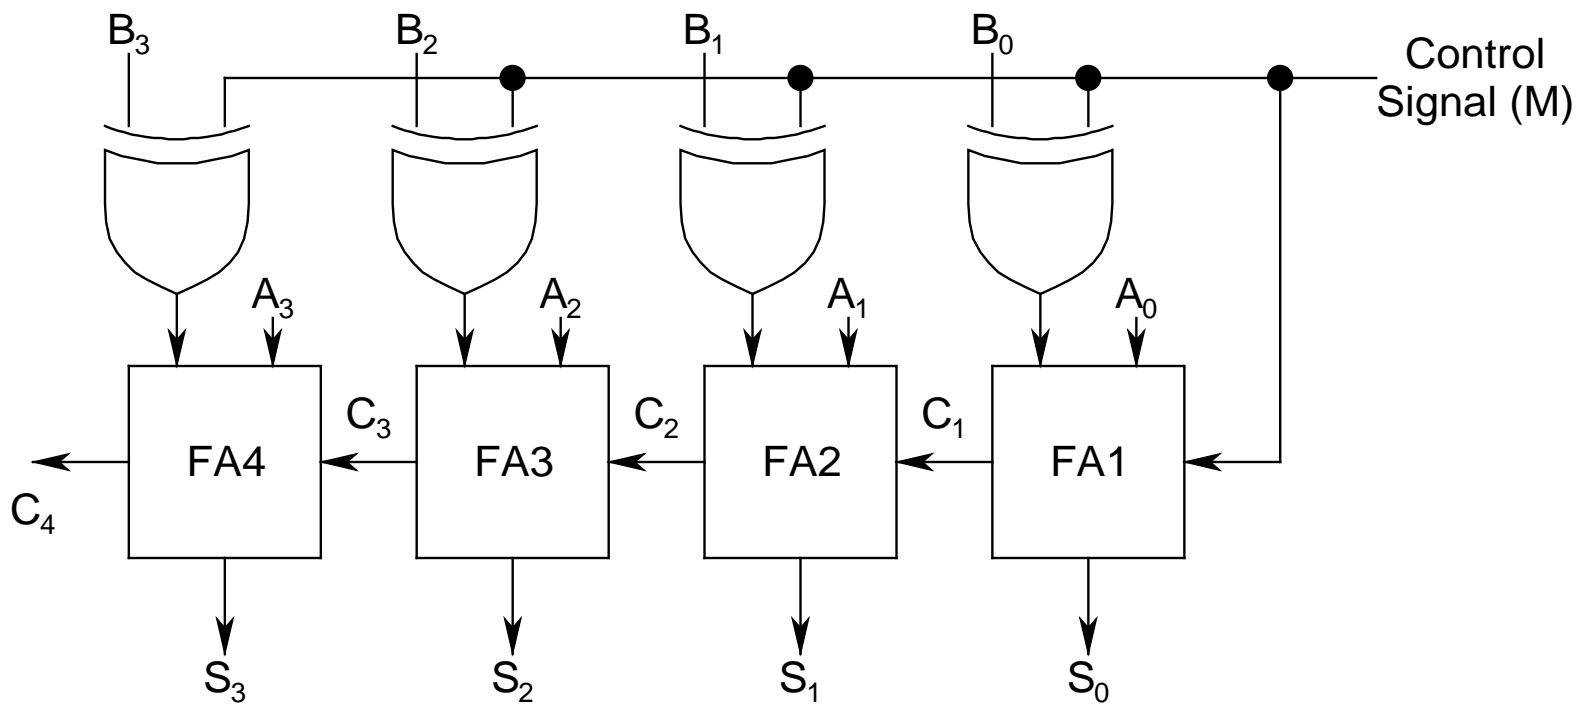 B₃ B₂ B₁ B₀ Control
Signal (M)
A₃ A₂ A₁ A₀
C₃ C₂ C₁
FA4 FA3 FA2 FA1
C₄
S₃ S₂ S₁ S₀